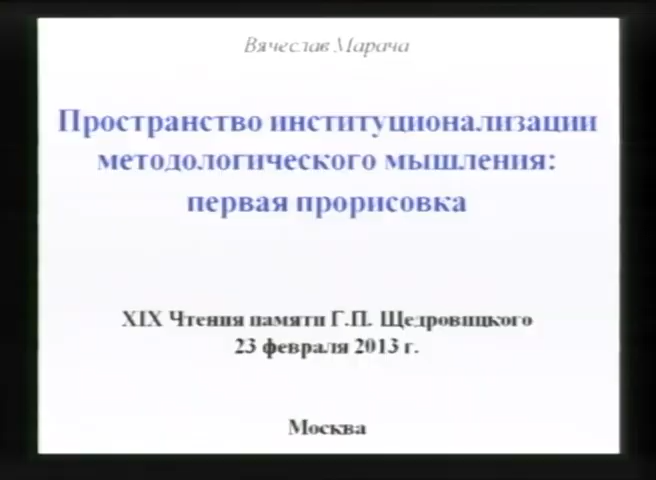 Вячеслав Марача
Пространство институционализации
методологического мышления:
первая прорисовка
XIX Чтения памяти Г.П. Щедровицкого
23 февраля 2013 г.
Москва